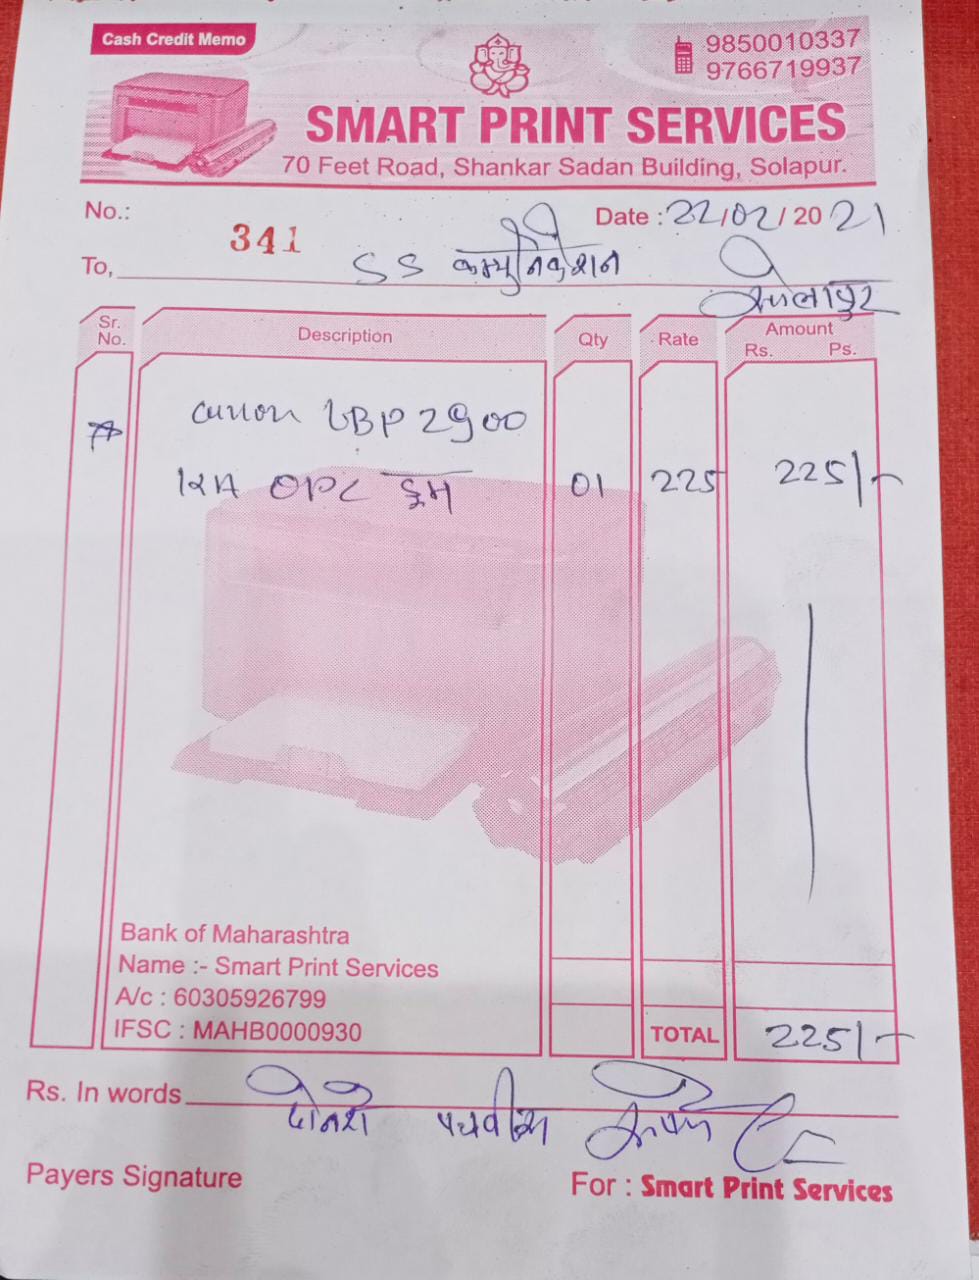 Cash Credit Memo
9850010337
9766719937
SMART PRINT SERVICES
70 Feet Road, Shankar Sadan Building, Solapur.
No.: 341
Date : 22/02/2021
To, SS कम्युनिकेशन
सोलापुर
Sr. No. Description Qty Rate Amount Rs. Ps.
Canon LBP 2900
12A OPC ड्रम 01 225 225/-
Bank of Maharashtra
Name :- Smart Print Services
A/c : 60305926799
IFSC : MAHB0000930
TOTAL 225/-
Rs. In words दोनशे पंचवीस
Payers Signature
For : Smart Print Services